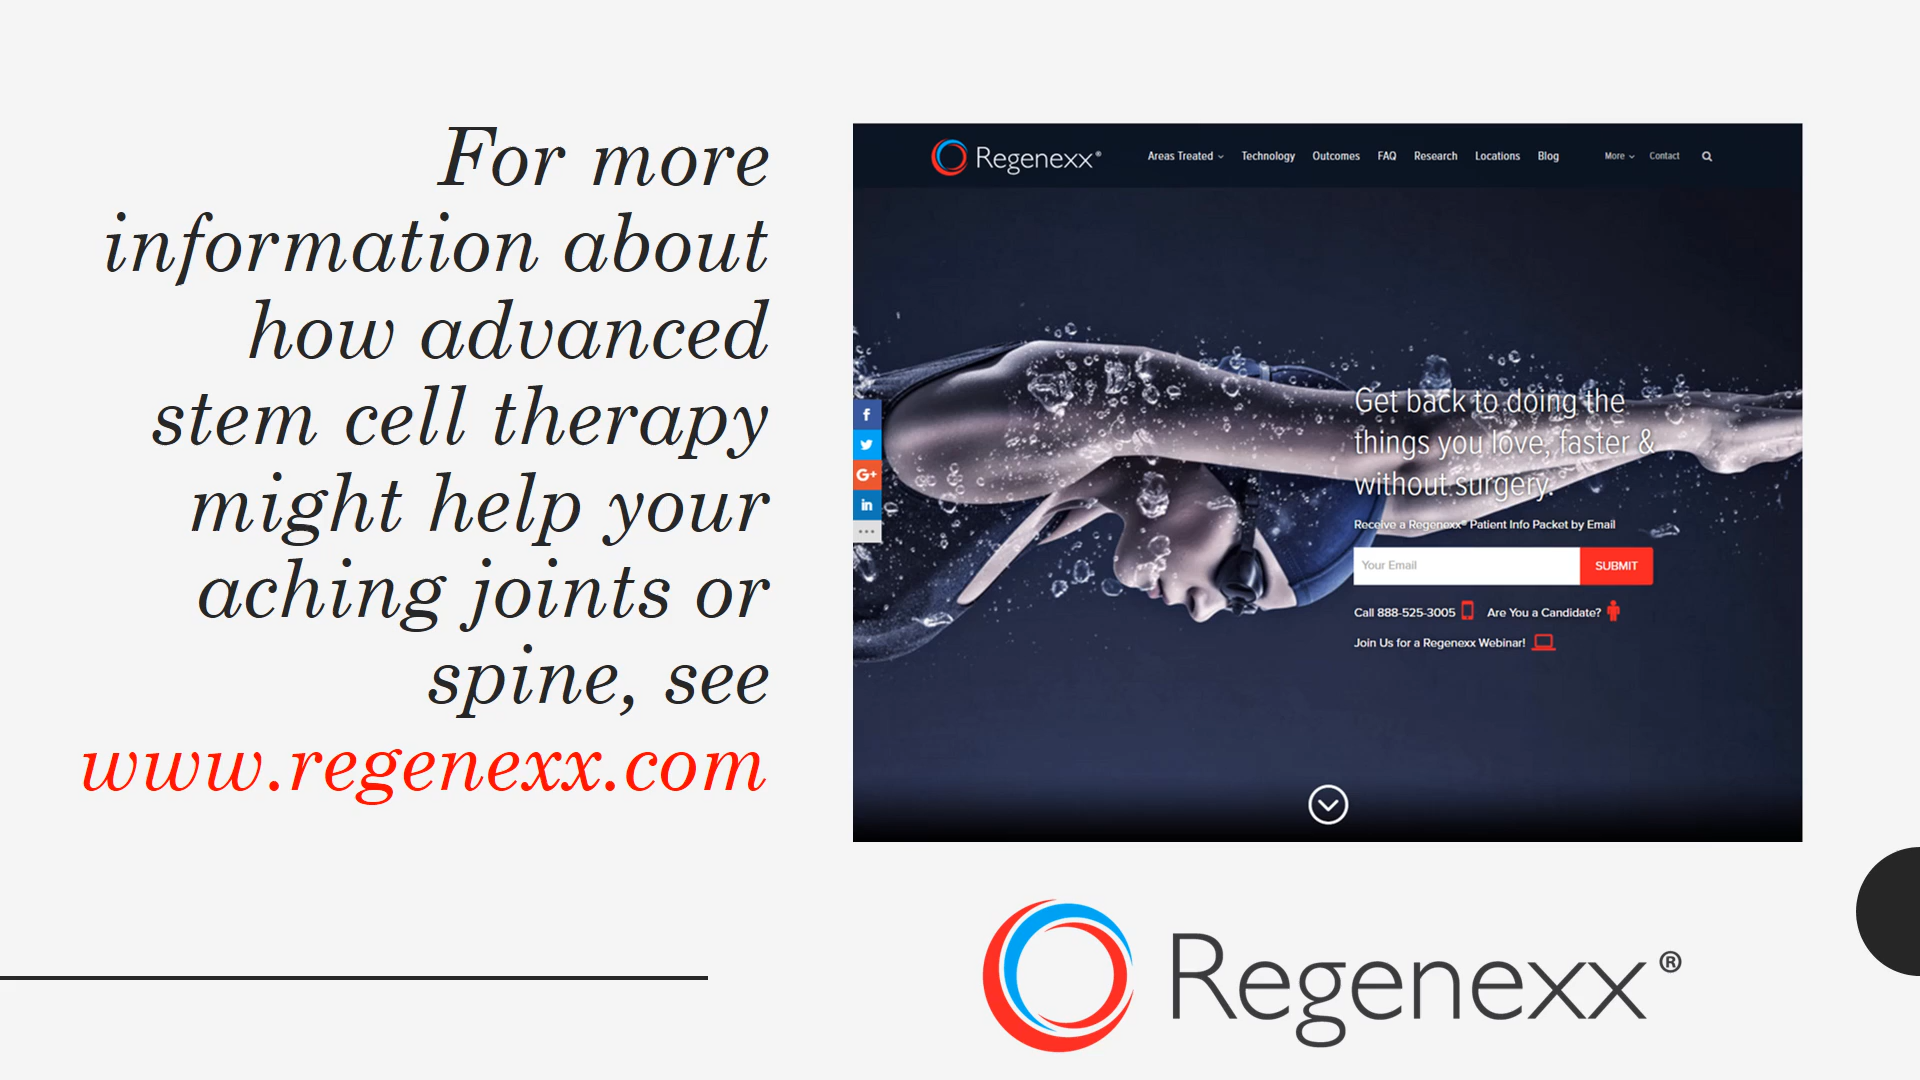 For more
information about
how advanced
stem cell therapy
might help your
aching joints or
spine, see
www.regenexx.com
Regenexx®
Areas Treated Technology Outcomes FAQ Research Locations Blog More Contact
f
G+
in
Get back to doing the
things you love, faster &
without surgery.
Receive a Regenexx® Patient Info Packet by Email
Your Email SUBMIT
Call 888-525-3005 Are You a Candidate?
Join Us for a Regenexx Webinar!
Regenexx®